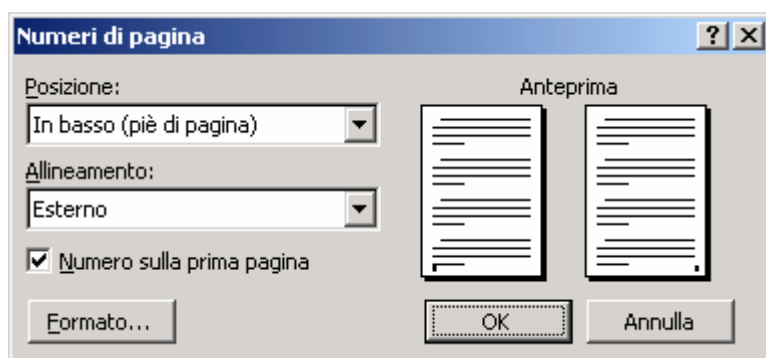 Numeri di pagina
Posizione:
In basso (piè di pagina)
Allineamento:
Esterno
Numero sulla prima pagina
Formato...
Anteprima
OK
Annulla